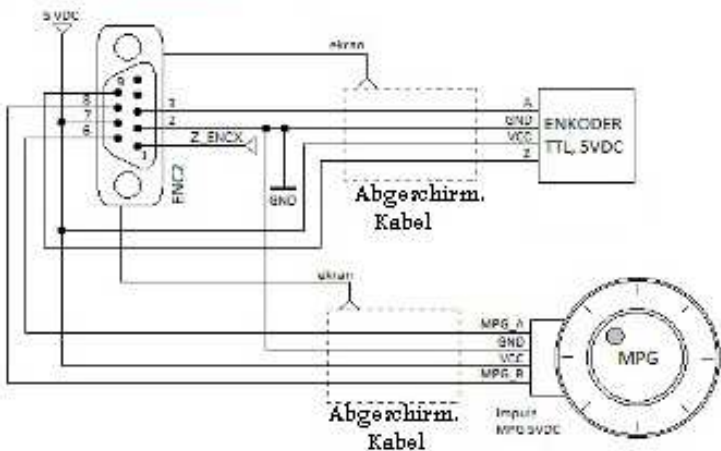 5 VDC
ekran
9
8
7
6
3
2
1
Z_ENCX
ENC2
GND
A
GND
VCC
Z
ENKODER
TTL, 5VDC
Abgeschirm.
Kabel
ekran
MPG_A
GND
VCC
MPG_B
MPG
Abgeschirm.
Kabel
Impuls
MPG 5VDC